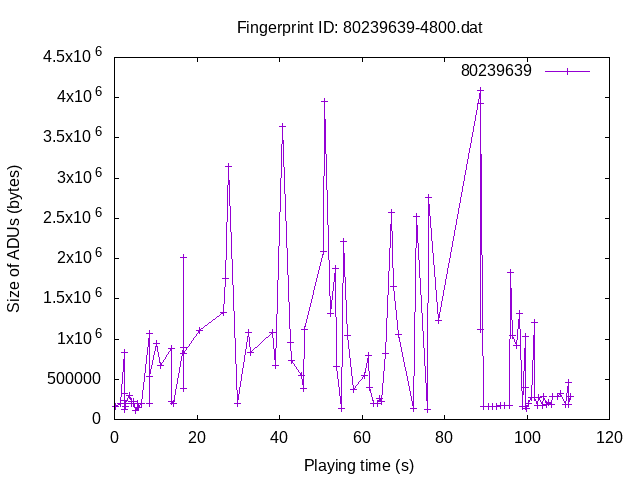 Fingerprint ID: 80239639-4800.dat
80239639
Size of ADUs (bytes)
4.5x10^6
4x10^6
3.5x10^6
3x10^6
2.5x10^6
2x10^6
1.5x10^6
1x10^6
500000
0
0 20 40 60 80 100 120
Playing time (s)